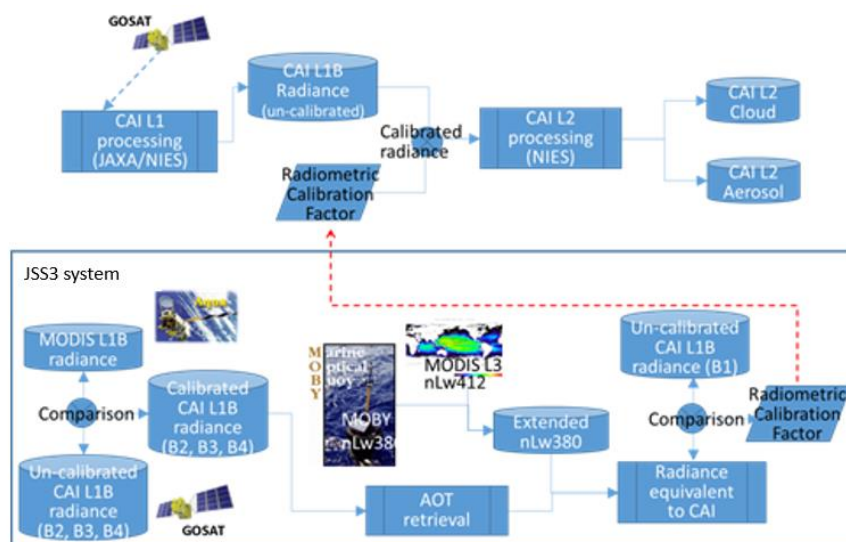 GOSAT
CAI L1B
Radiance
(un-calibrated)
CAI L1
processing
(JAXA/NIES)
Calibrated
radiance
CAI L2
processing
(NIES)
CAI L2
Cloud
CAI L2
Aerosol
Radiometric
Calibration
Factor
JSS3 system
Aqua
MODIS L1B
radiance
Comparison
Calibrated
CAI L1B
radiance
(B2, B3, B4)
Un-calibrated
CAI L1B
radiance
(B2, B3, B4)
GOSAT
Marine
Optical
Buoy
MOBY
nLw380
MODIS L3
nLw412
Extended
nLw380
AOT
retrieval
Un-calibrated
CAI L1B
radiance (B1)
Comparison
Radiometric
Calibration
Factor
Radiance
equivalent
to CAI